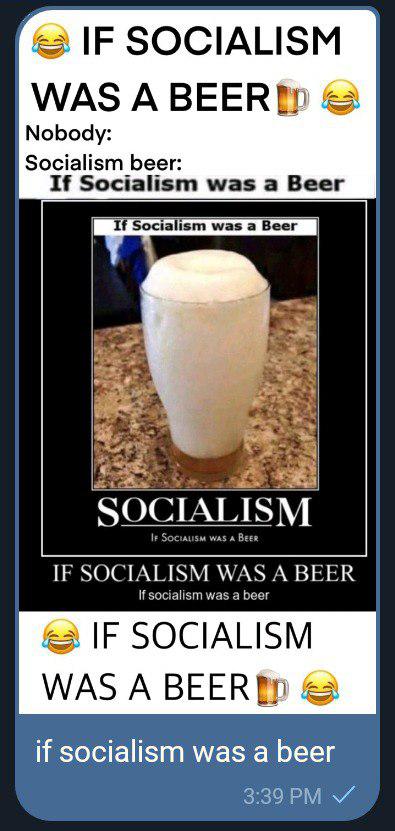 😂 IF SOCIALISM
WAS A BEER🍺 😂
Nobody:
Socialism beer:
If Socialism was a Beer
If Socialism was a Beer
SOCIALISM
IF SOCIALISM WAS A BEER
IF SOCIALISM WAS A BEER
If socialism was a beer
😂 IF SOCIALISM
WAS A BEER🍺 😂
if socialism was a beer
3:39 PM ✓